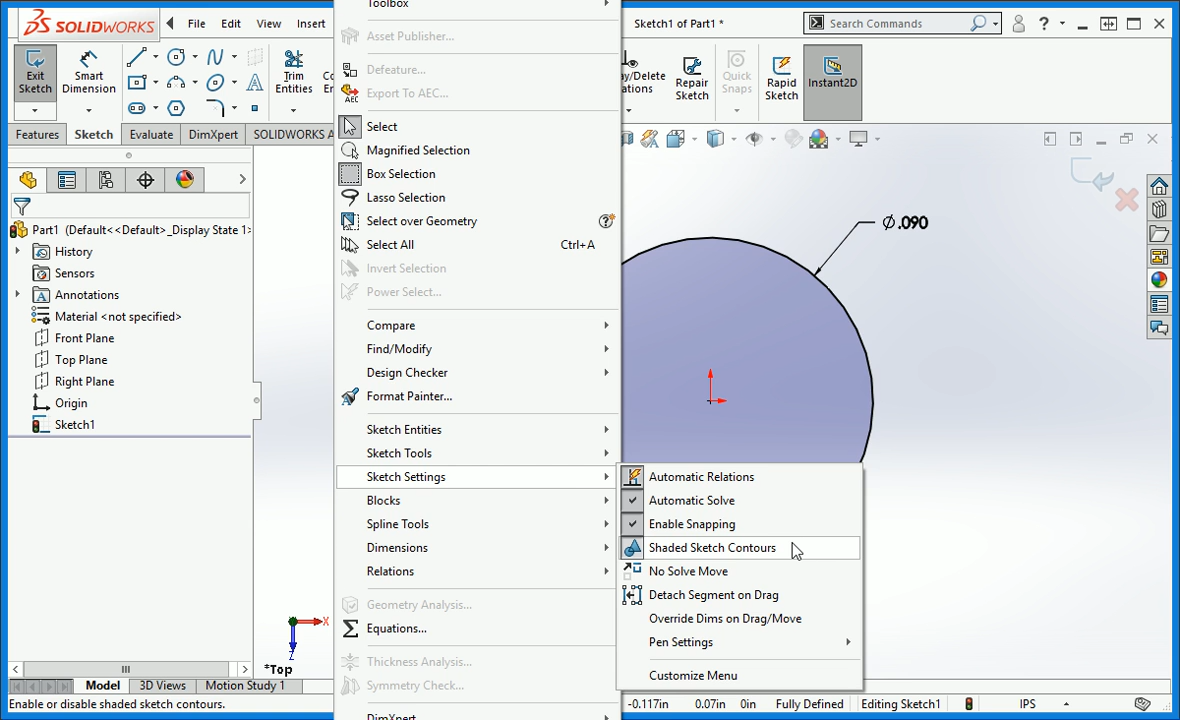 SOLIDWORKS
File
Edit
View
Insert
Sketch1 of Part1 *
Search Commands
?
Exit Sketch
Smart Dimension
Trim Entities
Repair Sketch
Quick Snaps
Rapid Sketch
Instant2D
Features
Sketch
Evaluate
DimXpert
SOLIDWORKS A
Part1 (Default<<Default>_Display State 1>
History
Sensors
Annotations
Material <not specified>
Front Plane
Top Plane
Right Plane
Origin
Sketch1
Toolbox
Asset Publisher...
Defeature...
Export To AEC...
Select
Magnified Selection
Box Selection
Lasso Selection
Select over Geometry
Select All Ctrl+A
Invert Selection
Power Select...
Compare
Find/Modify
Design Checker
Format Painter...
Sketch Entities
Sketch Tools
Sketch Settings
Blocks
Spline Tools
Dimensions
Relations
Geometry Analysis...
Equations...
Thickness Analysis...
Symmetry Check...
DimXpert
Automatic Relations
Automatic Solve
Enable Snapping
Shaded Sketch Contours
No Solve Move
Detach Segment on Drag
Override Dims on Drag/Move
Pen Settings
Customize Menu
Ø.090
X
Z
*Top
Model
3D Views
Motion Study 1
Enable or disable shaded sketch contours.
-0.117in 0.07in 0in Fully Defined Editing Sketch1 IPS